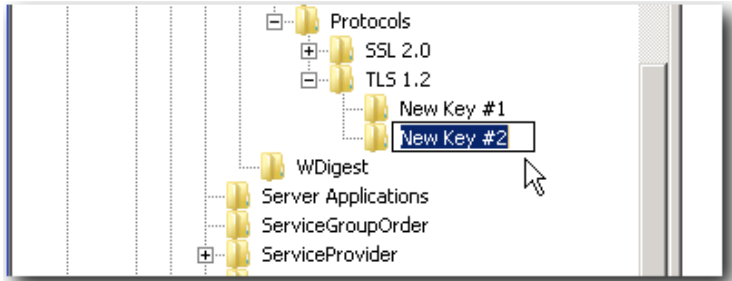 Protocols
SSL 2.0
TLS 1.2
New Key #1
New Key #2
WDigest
Server Applications
ServiceGroupOrder
ServiceProvider